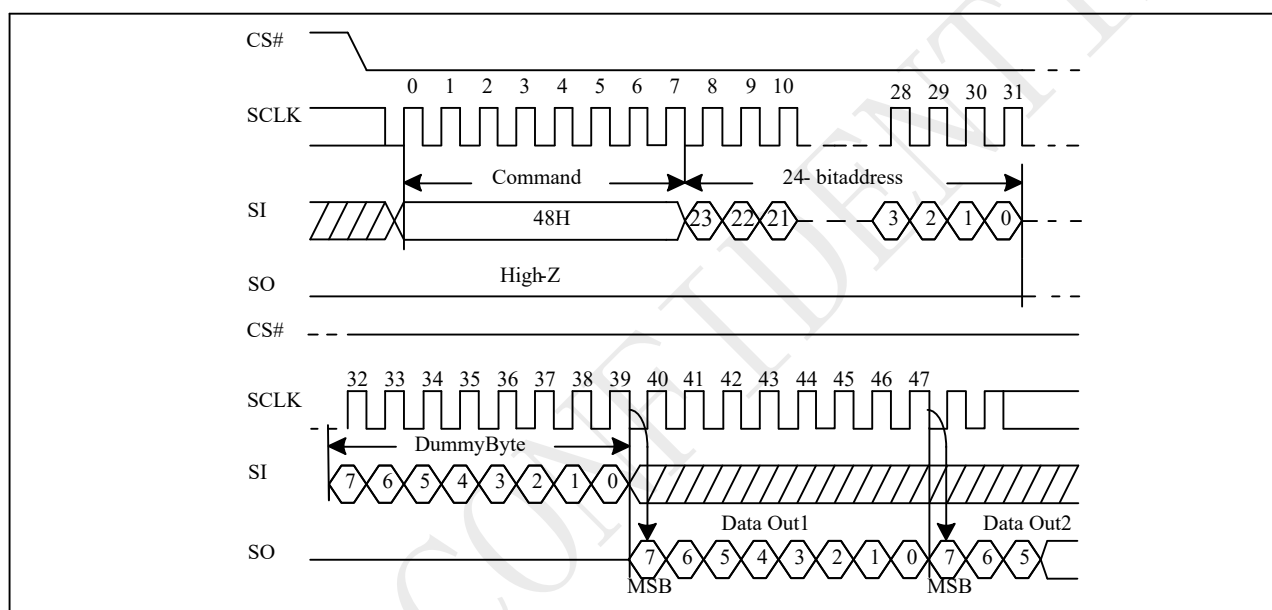 CS#
0 1 2 3 4 5 6 7 8 9 10 28 29 30 31
SCLK
Command 24- bitaddress
SI 48H 23 22 21 3 2 1 0
High-Z
SO
CS#
32 33 34 35 36 37 38 39 40 41 42 43 44 45 46 47
SCLK
DummyByte
SI 7 6 5 4 3 2 1 0
Data Out1 Data Out2
SO 7 6 5 4 3 2 1 0 7 6 5
MSB MSB
CONFIDENTI